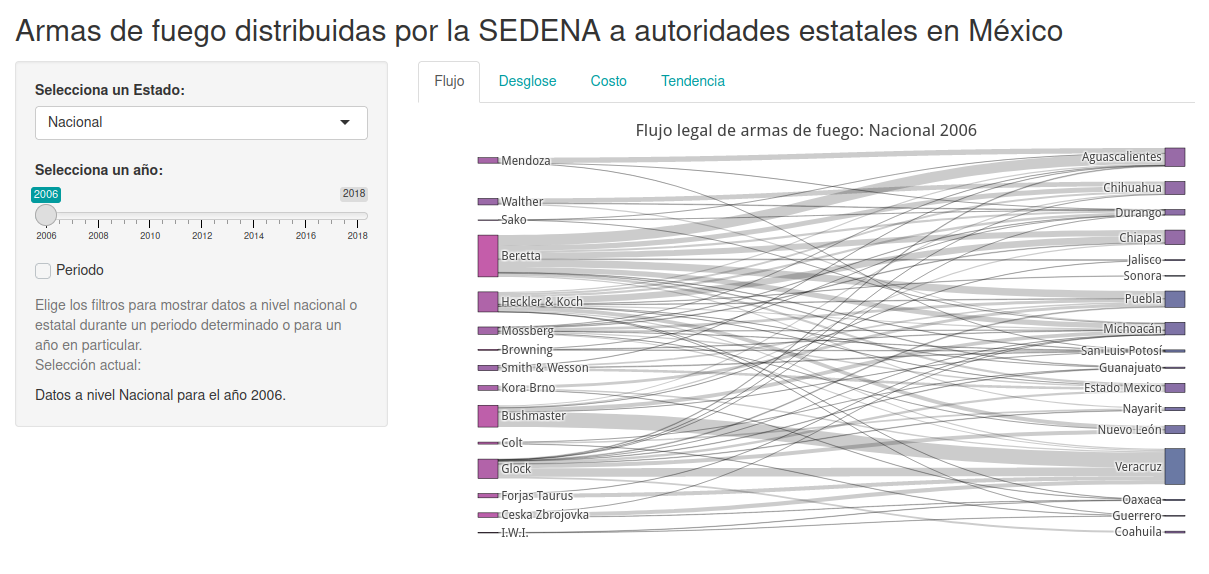 Armas de fuego distribuidas por la SEDENA a autoridades estatales en México
Selecciona un Estado:
Nacional
Selecciona un año:
2006
2018
2006 2008 2010 2012 2014 2016 2018
Periodo
Elige los filtros para mostrar datos a nivel nacional o
estatal durante un periodo determinado o para un
año en particular.
Selección actual:
Datos a nivel Nacional para el año 2006.
Flujo Desglose Costo Tendencia
Flujo legal de armas de fuego: Nacional 2006
Mendoza
Walther
Sako
Beretta
Heckler & Koch
Mossberg
Browning
Smith & Wesson
Kora Brno
Bushmaster
Colt
Glock
Forjas Taurus
Ceska Zbrojovka
I.W.I.
Aguascalientes
Chihuahua
Durango
Chiapas
Jalisco
Sonora
Puebla
Michoacán
San Luis Potosí
Guanajuato
Estado Mexico
Nayarit
Nuevo León
Veracruz
Oaxaca
Guerrero
Coahuila